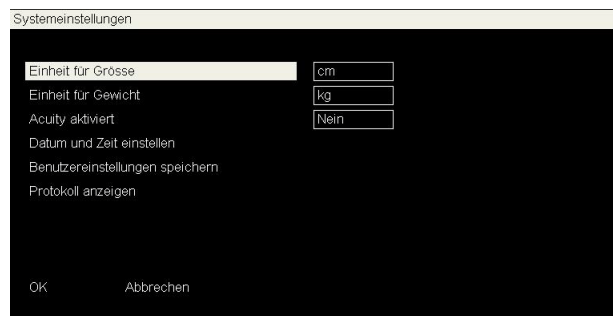 Systemeinstellungen
Einheit für Grösse cm
Einheit für Gewicht kg
Acuity aktiviert Nein
Datum und Zeit einstellen
Benutzereinstellungen speichern
Protokoll anzeigen
OK Abbrechen